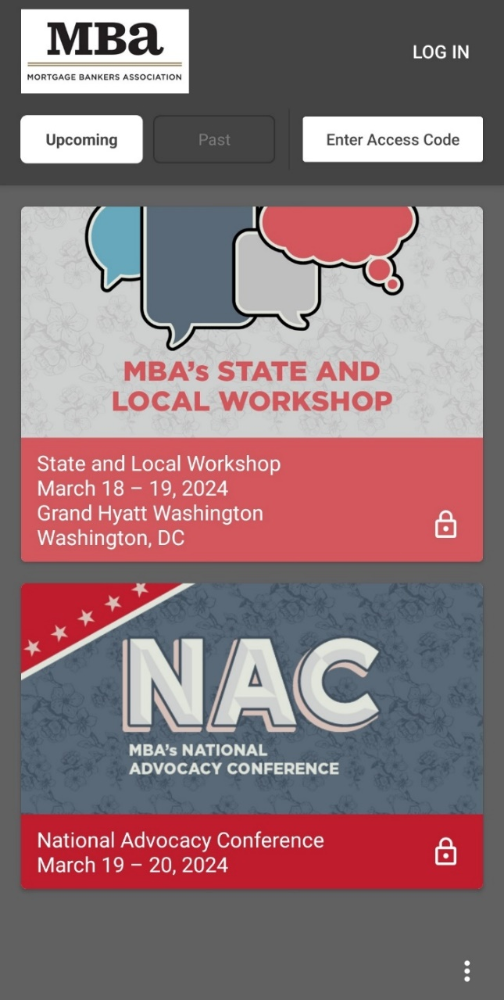 MBa
MORTGAGE BANKERS ASSOCIATION
LOG IN
Upcoming
Past
Enter Access Code
MBA's STATE AND
LOCAL WORKSHOP
State and Local Workshop
March 18 – 19, 2024
Grand Hyatt Washington
Washington, DC
NAC
MBA's NATIONAL
ADVOCACY CONFERENCE
National Advocacy Conference
March 19 – 20, 2024